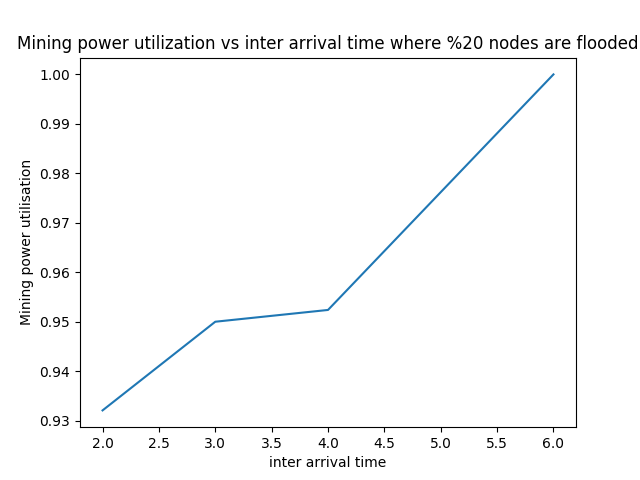 Mining power utilization vs inter arrival time where %20 nodes are flooded
1.00
0.99
0.98
0.97
0.96
0.95
0.94
0.93
Mining power utilisation
2.0 2.5 3.0 3.5 4.0 4.5 5.0 5.5 6.0
inter arrival time